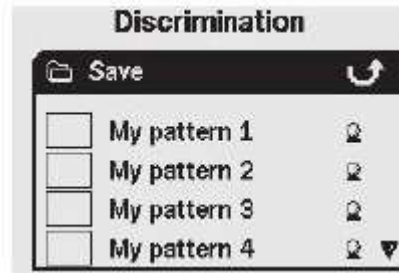 Discrimination
Save
My pattern 1
My pattern 2
My pattern 3
My pattern 4